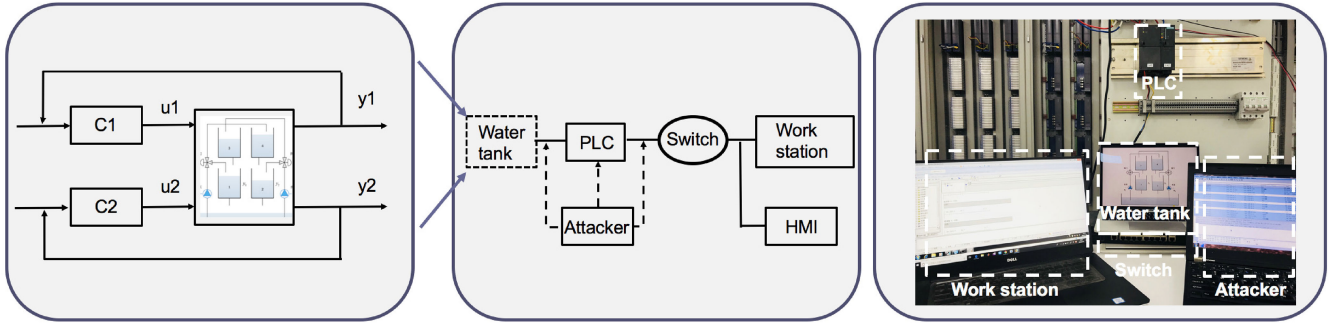 C1
u1
y1
C2
u2
y2
Water
tank
PLC
Switch
Work
station
Attacker
HMI
PLC
Water tank
Switch
Work station
Attacker
DELL